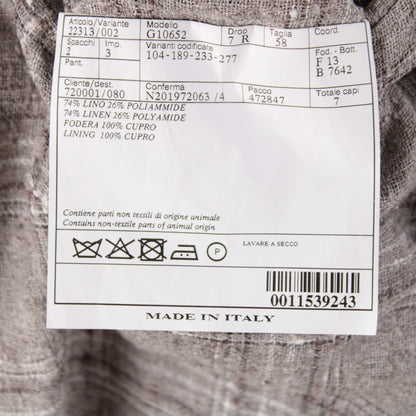 Articolo/Variante Modello Drop Taglia Coord.
22313/002 G10652 7 R 58
Spacchi Imp. Varianti codificate Fod. - Bott.
2 3 104-189-233-277 F 13
Pant. B 7642
Cliente/dest. Conferma Pacco Totale capi
720001/080 N201972063 /4 472847 7
74% LINO 26% POLIAMMIDE
74% LINEN 26% POLYAMIDE
FODERA 100% CUPRO
LINING 100% CUPRO
Contiene parti non tessili di origine animale
Contains non-textile parts of animal origin
P LAVARE A SECCO
0011539243
MADE IN ITALY